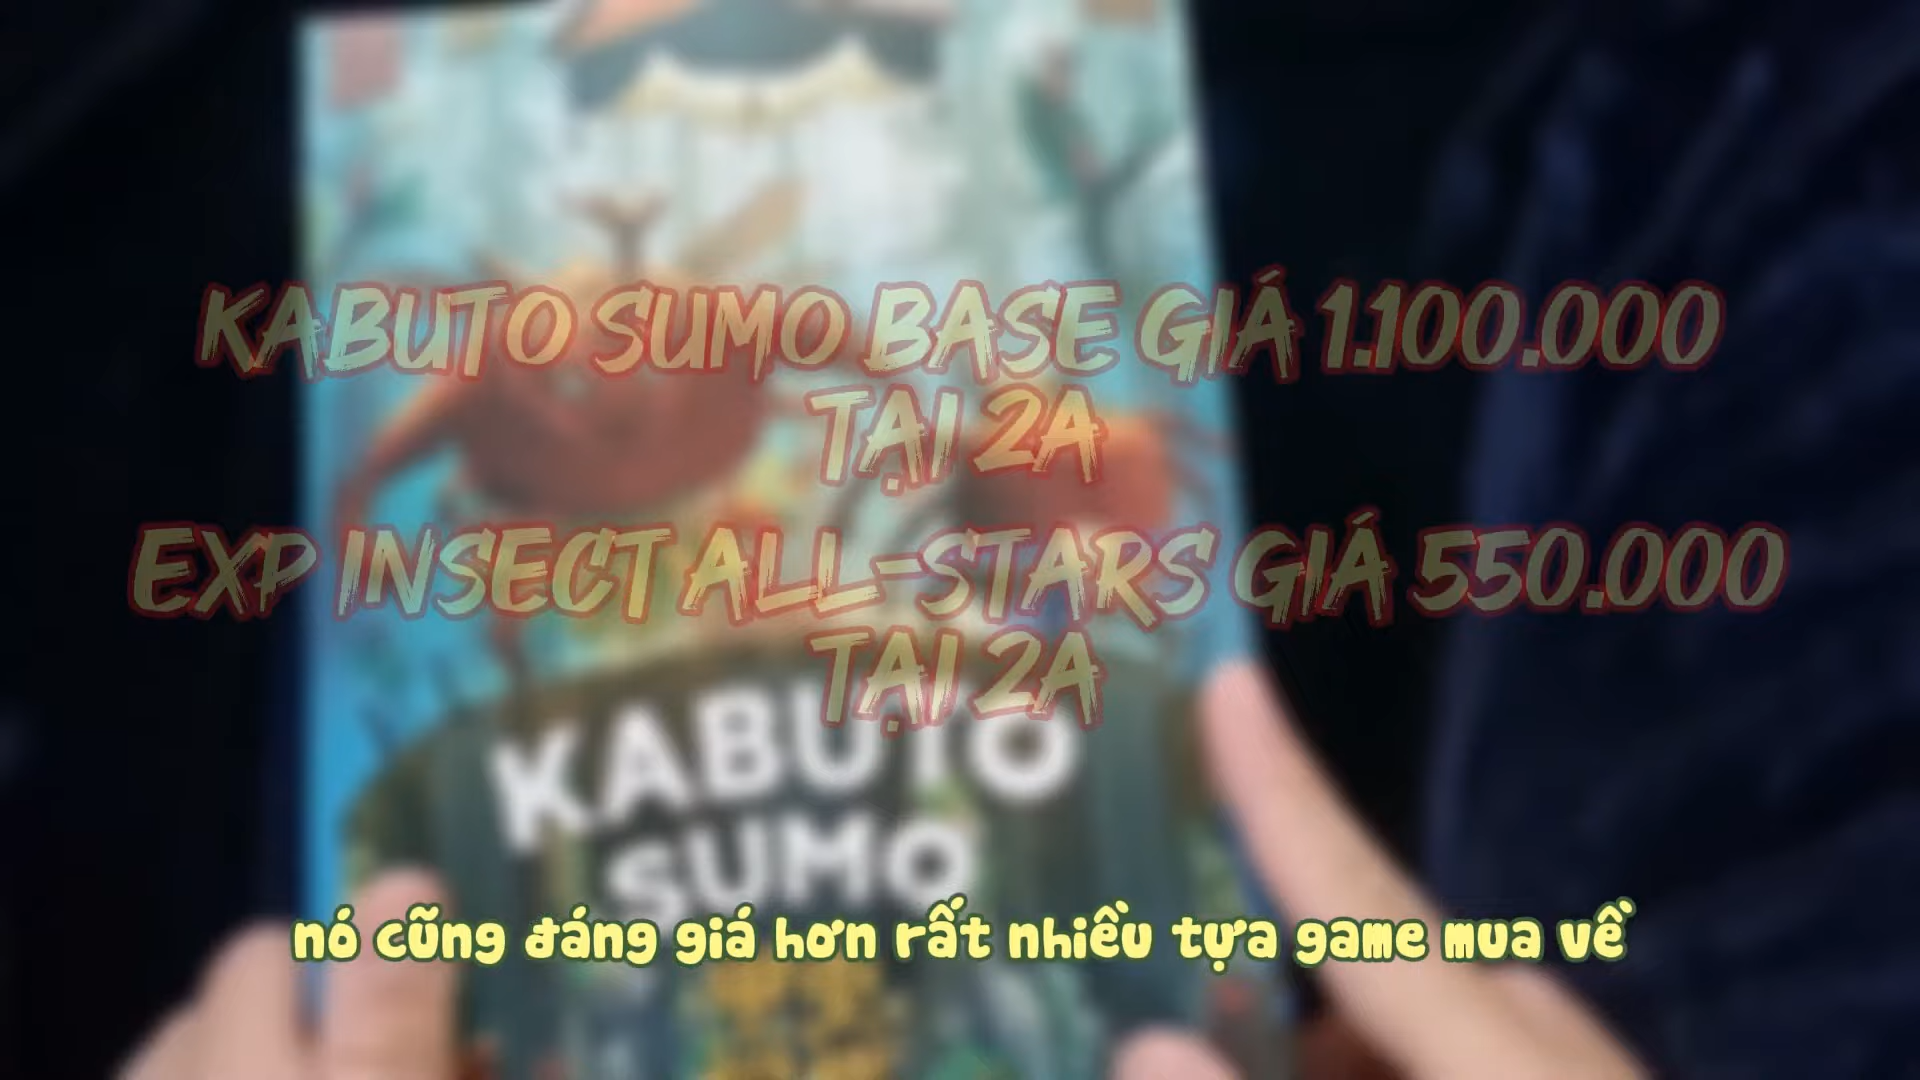 KABUTO SUMO BASE GIÁ 1.100.000
TẠI 2A
EXP INSECT ALL-STARS GIÁ 550.000
TẠI 2A
KABUTO
SUMO
nó cũng đáng giá hơn rất nhiều tựa game mua về